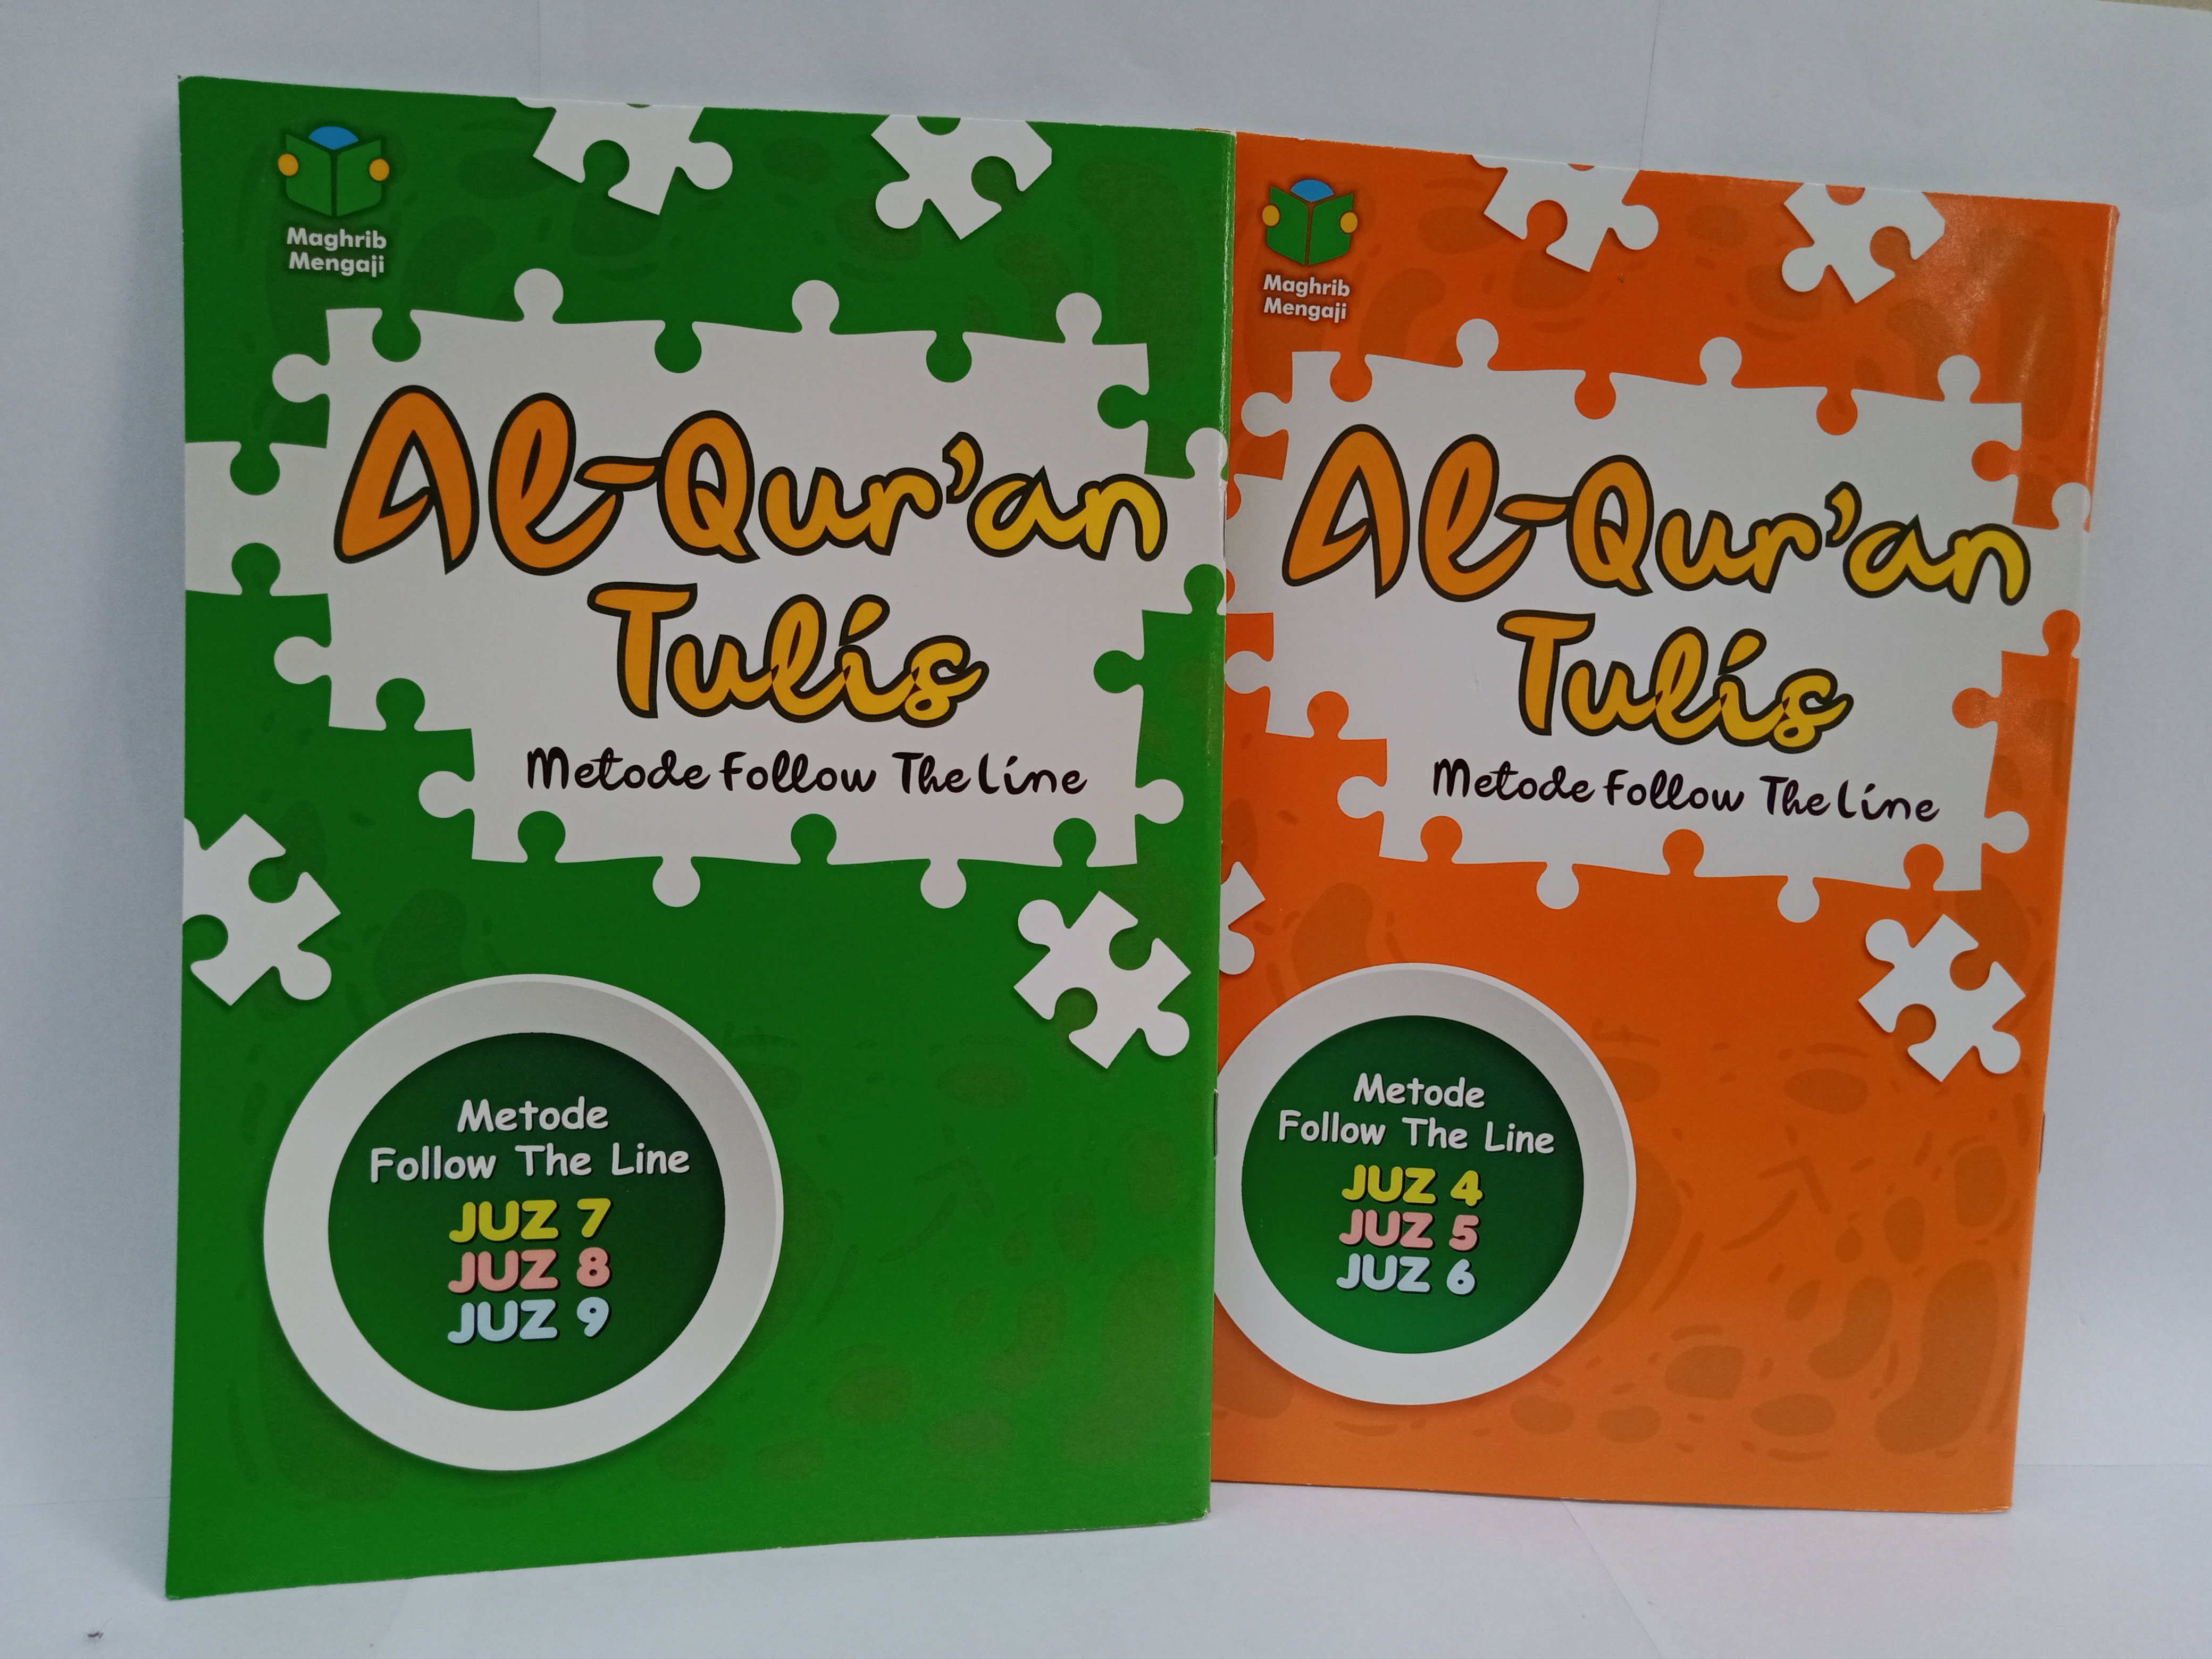 Maghrib
Mengaji
Al-Qur'an
Tulis
Metode Follow The Line
Metode
Follow The Line
JUZ 7
JUZ 8
JUZ 9
Maghrib
Mengaji
Al-Qur'an
Tulis
Metode Follow The Line
Metode
Follow The Line
JUZ 4
JUZ 5
JUZ 6